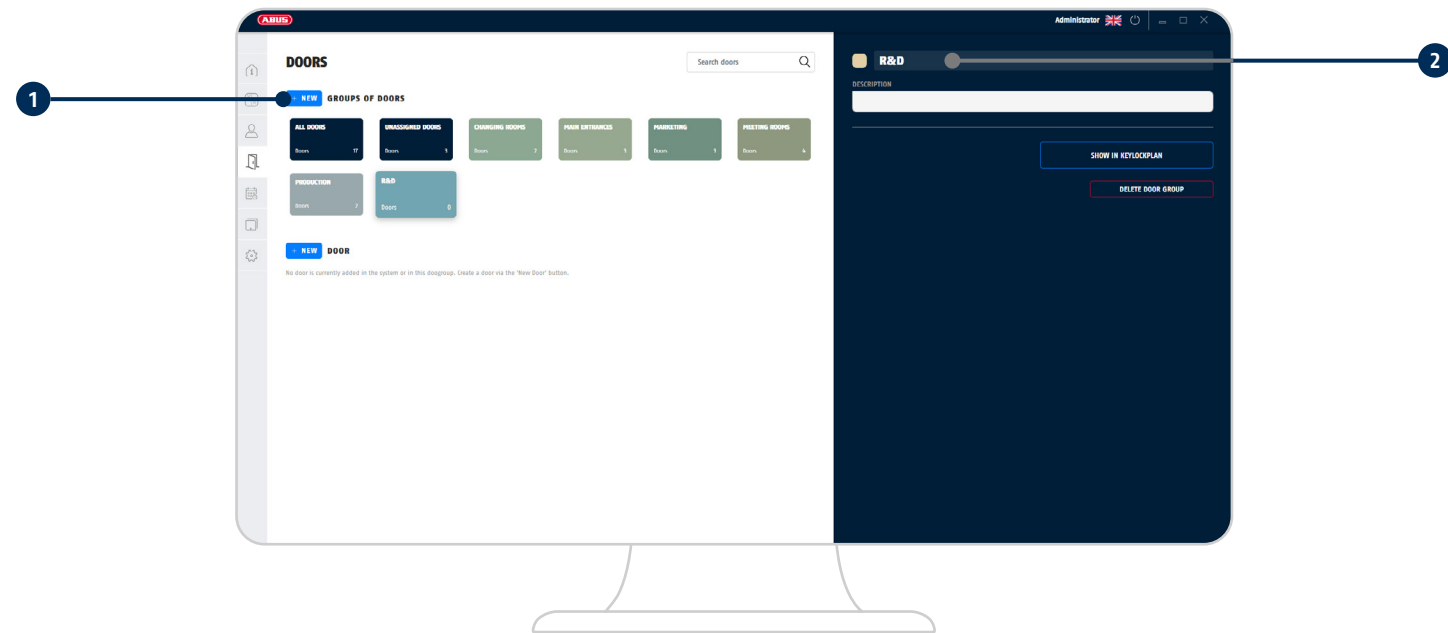 ABUS
Administrator
DOORS
Search doors
R&D
1
2
DESCRIPTION
+ NEW GROUPS OF DOORS
ALL DOORS
Doors 17
UNASSIGNED DOORS
Doors
CHANGING ROOMS
Doors
MAIN ENTRANCES
Doors
MARKETING
Doors
MEETING ROOMS
Doors 4
SHOW IN KEYLOCKPLAN
PRODUCTION
Doors
R&D
Doors 0
DELETE DOOR GROUP
+ NEW DOOR
No door is currently added in the system or in this doogroup. Create a door via the 'New Door' button.